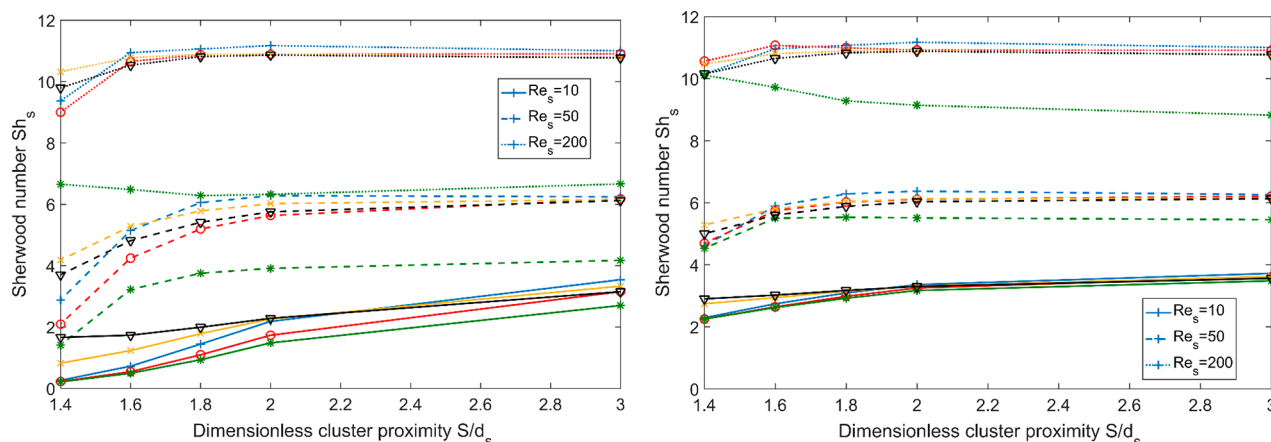 12
10
8
6
4
2
0
Sherwood number Sh_s
Re_s=10
Re_s=50
Re_s=200
1.4 1.6 1.8 2 2.2 2.4 2.6 2.8 3
Dimensionless cluster proximity S/d_s
12
10
8
6
4
2
0
Sherwood number Sh_s
Re_s=10
Re_s=50
Re_s=200
1.4 1.6 1.8 2 2.2 2.4 2.6 2.8 3
Dimensionless cluster proximity S/d_s